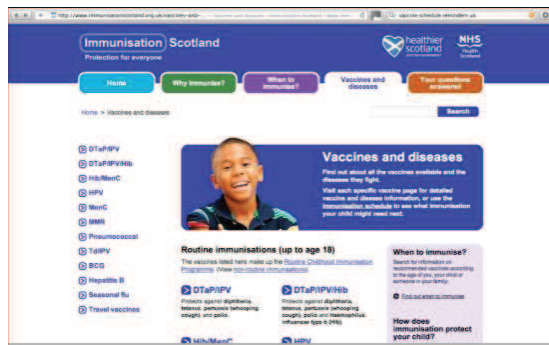 http://www.immunisationscotland.org.uk/vaccines-and-
vaccine schedule reminders uk
Immunisation Scotland
Protection for everyone
healthier
scotland
NHS
Health
Scotland
Home
Why immunise?
When to
immunise?
Vaccines and
diseases
Your questions
answered
Home > Vaccines and diseases
Search
DTaP/IPV
DTaP/IPV/Hib
Hib/MenC
HPV
MenC
MMR
Pneumococcal
Td/IPV
BCG
Hepatitis B
Seasonal flu
Travel vaccines
Vaccines and diseases
Find out about all the vaccines available and the
diseases they fight.
Visit each specific vaccine page for detailed
vaccine and disease information, or use the
immunisation schedule to see what immunisation
your child might need next.
Routine immunisations (up to age 18)
The vaccines listed here make up the Routine Childhood Immunisation
Programme. (View non-routine immunisations)
DTaP/IPV
Protects against diphtheria,
tetanus, pertussis (whooping
cough), and polio.
DTaP/IPV/Hib
Protects against diphtheria,
tetanus, pertussis (whooping
cough), polio and Haemophilus
influenzae type b (Hib).
Hib/MenC
HPV
When to immunise?
Search for information on
recommended vaccines according
to the age of you, your child or
someone in your family.
Find out when to immunise
How does
immunisation protect
your child?